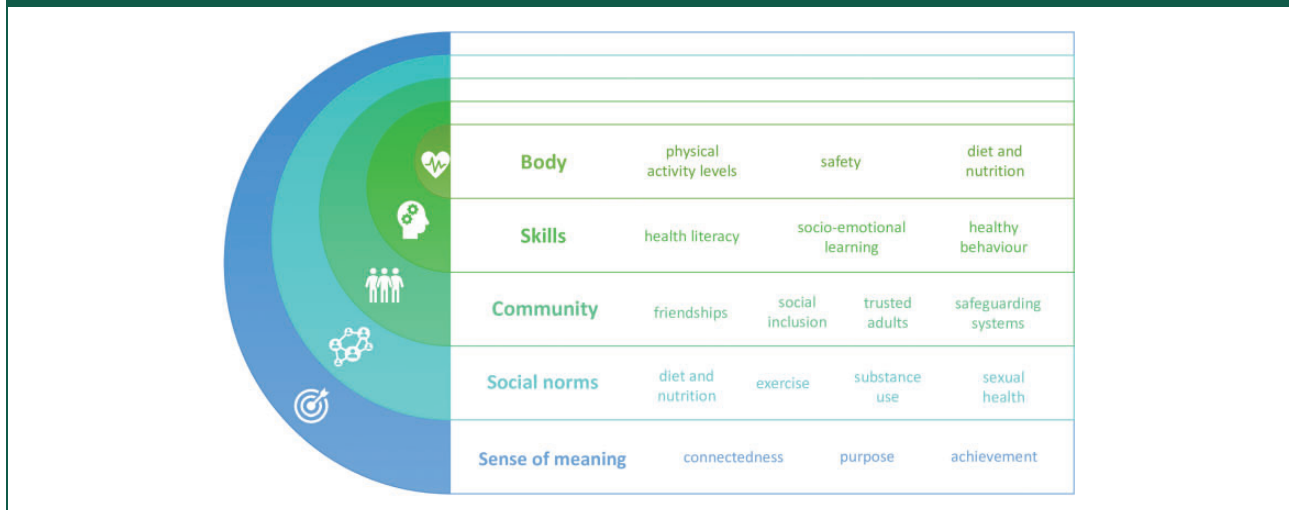 Body
physical
activity levels
safety
diet and
nutrition
Skills
health literacy
socio-emotional
learning
healthy
behaviour
Community
friendships
social
inclusion
trusted
adults
safeguarding
systems
Social norms
diet and
nutrition
exercise
substance
use
sexual
health
Sense of meaning
connectedness
purpose
achievement